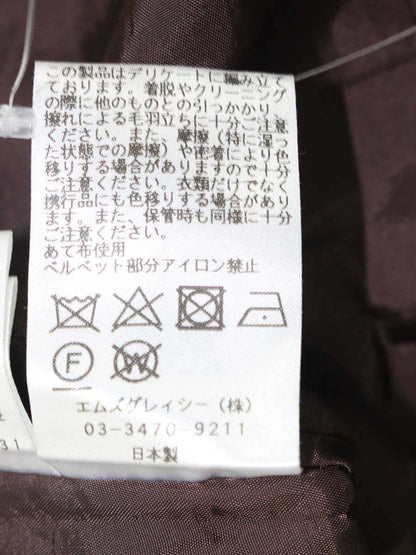 この製品はデリケートに編み立て
ております。着脱やクリーニング
の際に他のものとの引っかかり、
擦れによる毛羽立ちに十分ご注意
ください。また、摩擦（特に湿っ
た状態での摩擦）や密着により色
移りする場合がありますので十分
ご注意ください。衣類だけでなく
携行品にも色移りする場合があり
ます。また、保管時も同様に十分
ご注意ください。
あて布使用
ベルベット部分アイロン禁止
F
W
エムズグレイシー（株）
03-3470-9211
日本製
31